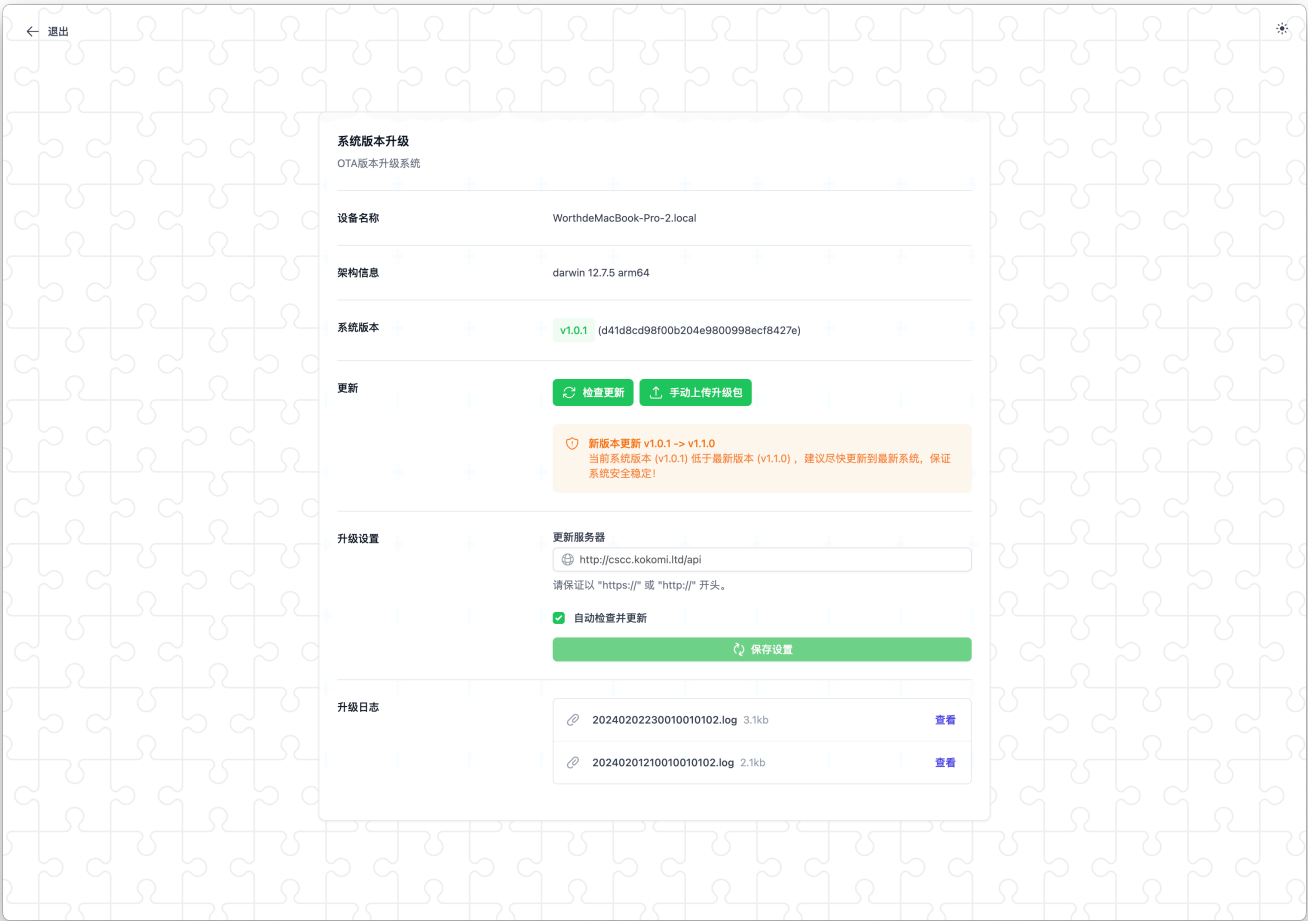 退出
系统版本升级
OTA版本升级系统
设备名称 WorthdeMacBook-Pro-2.local
架构信息 darwin 12.7.5 arm64
系统版本 v1.0.1 (d41d8cd98f00b204e9800998ecf8427e)
更新 检查更新 手动上传升级包
新版本更新 v1.0.1 -> v1.1.0
当前系统版本 (v1.0.1) 低于最新版本 (v1.1.0) ，建议尽快更新到最新系统，保证
系统安全稳定！
升级设置 更新服务器
http://cscc.kokomi.ltd/api
请保证以 "https://" 或 "http://" 开头。
自动检查并更新
保存设置
升级日志
20240202230010010102.log 3.1kb 查看
20240201210010010102.log 2.1kb 查看